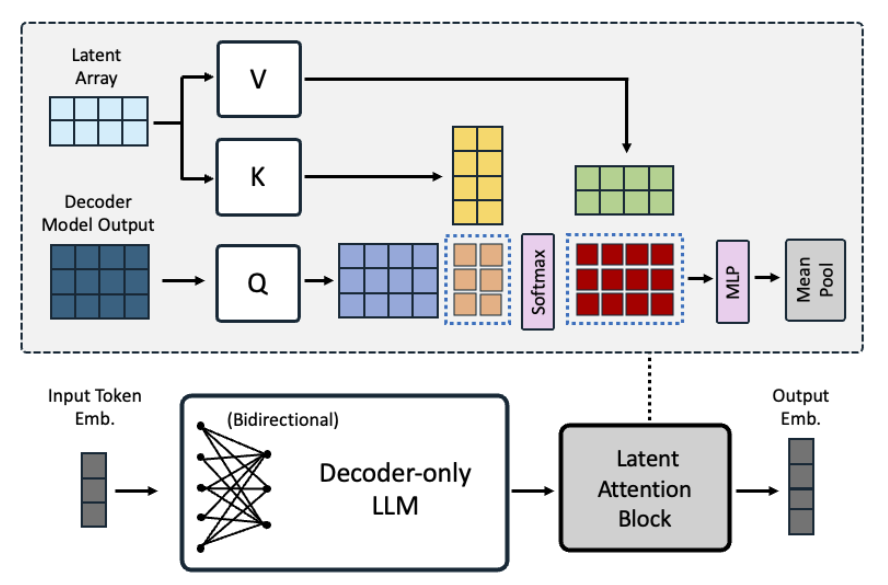 Latent
Array
V
K
Decoder
Model Output
Q
Softmax
MLP
Mean
Pool
Input Token
Emb.
(Bidirectional)
Decoder-only
LLM
Latent
Attention
Block
Output
Emb.